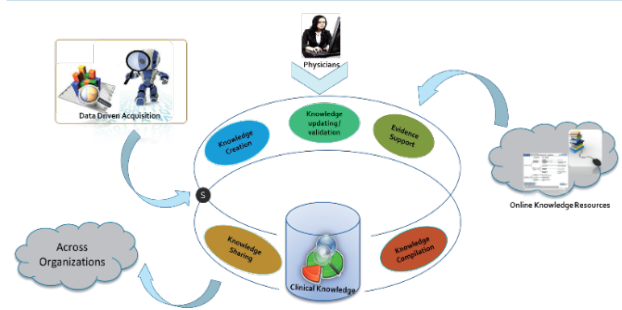 Physicians
Data Driven Acquisition
Knowledge
updating/
validation
Knowledge
Creation
Evidence
Support
S
Online Knowledge Resources
Across
Organizations
Knowledge
Sharing
Knowledge
Compilation
Clinical Knowledge